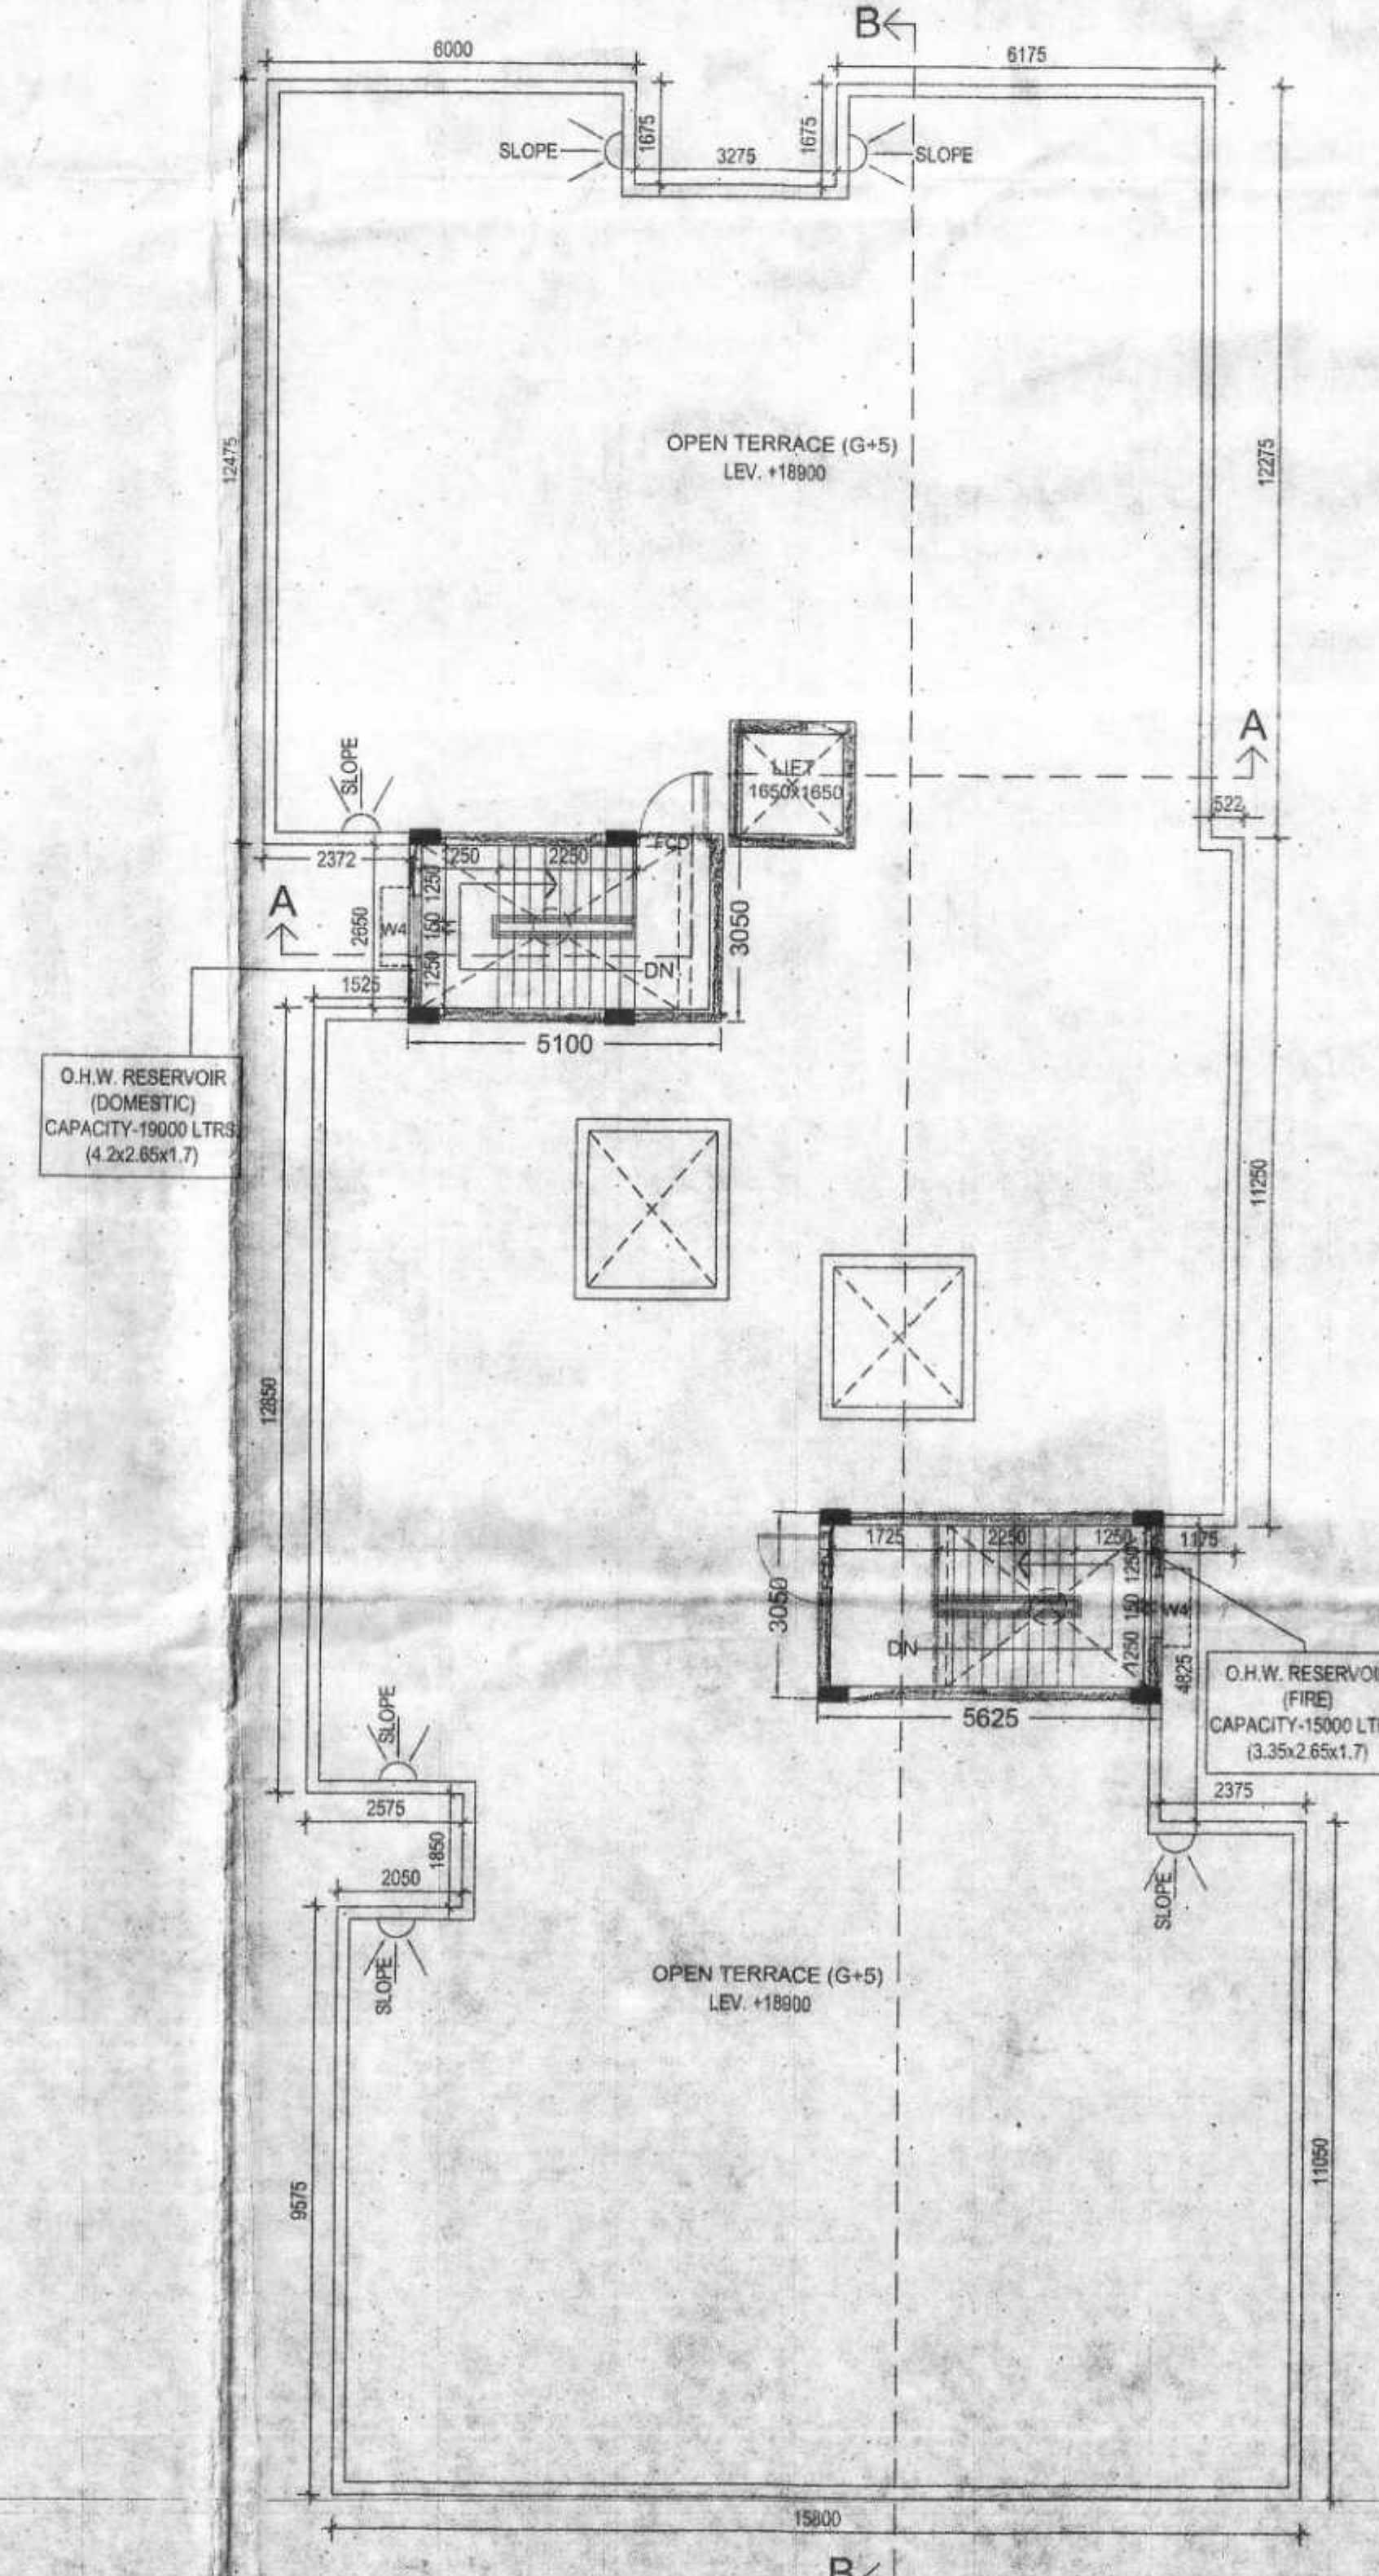 B
6000
6175
SLOPE
1675
3275
1675
SLOPE
12475
OPEN TERRACE (G+5)
LEV. +18900
12275
A
SLOPE
LIFT
1650x1650
522
FCD
2372
1250
2250
A
1250
2650
W4
150
3050
1250
DN
1525
5100
O.H.W. RESERVOIR
(DOMESTIC)
CAPACITY-19000 LTRS.
(4.2x2.65x1.7)
11250
12850
1725
2250
1250
1175
1250
3050
150
W4
DN
1250
4825
O.H.W. RESERVOI
(FIRE)
CAPACITY-15000 LT
(3.35x2.65x1.7)
5625
SLOPE
2375
2575
1850
2050
SLOPE
SLOPE
OPEN TERRACE (G+5)
LEV. +18900
11050
9575
15800
B